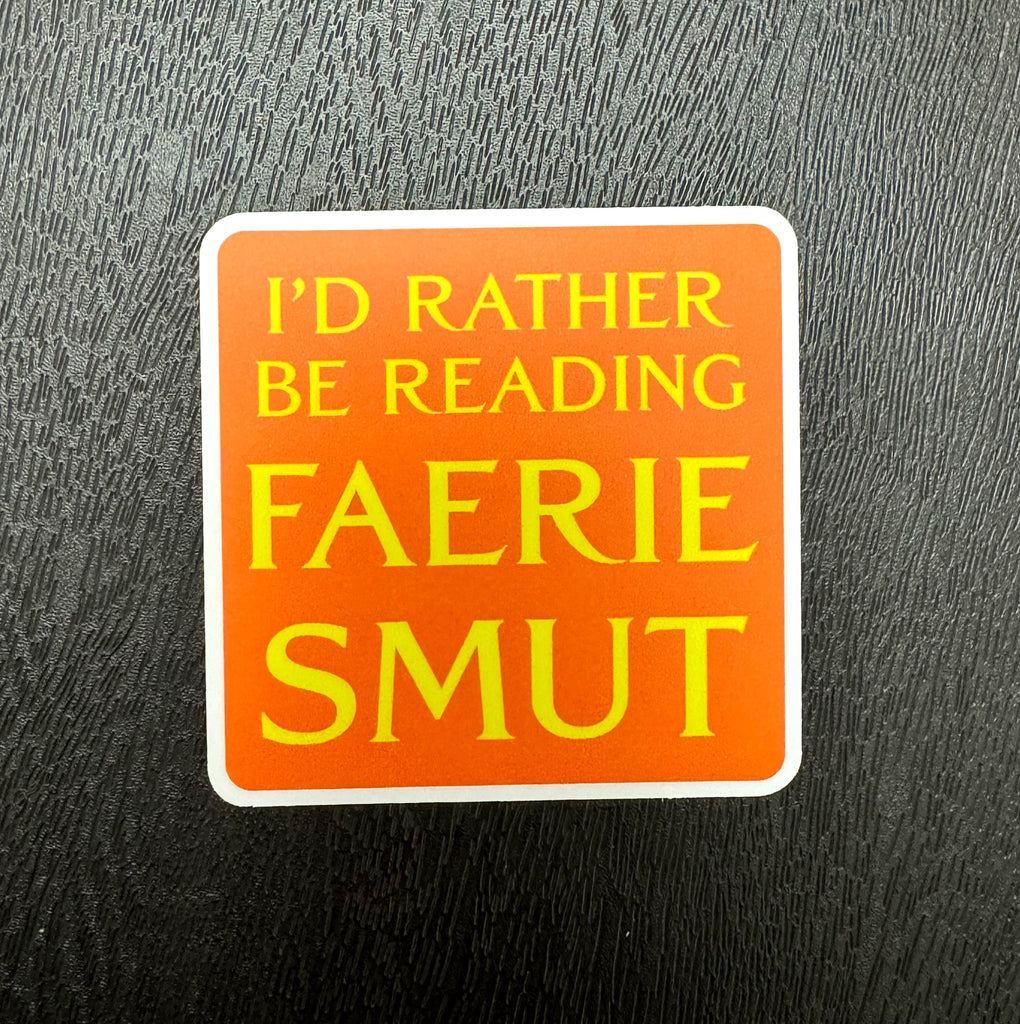 I'D RATHER
BE READING
FAERIE
SMUT